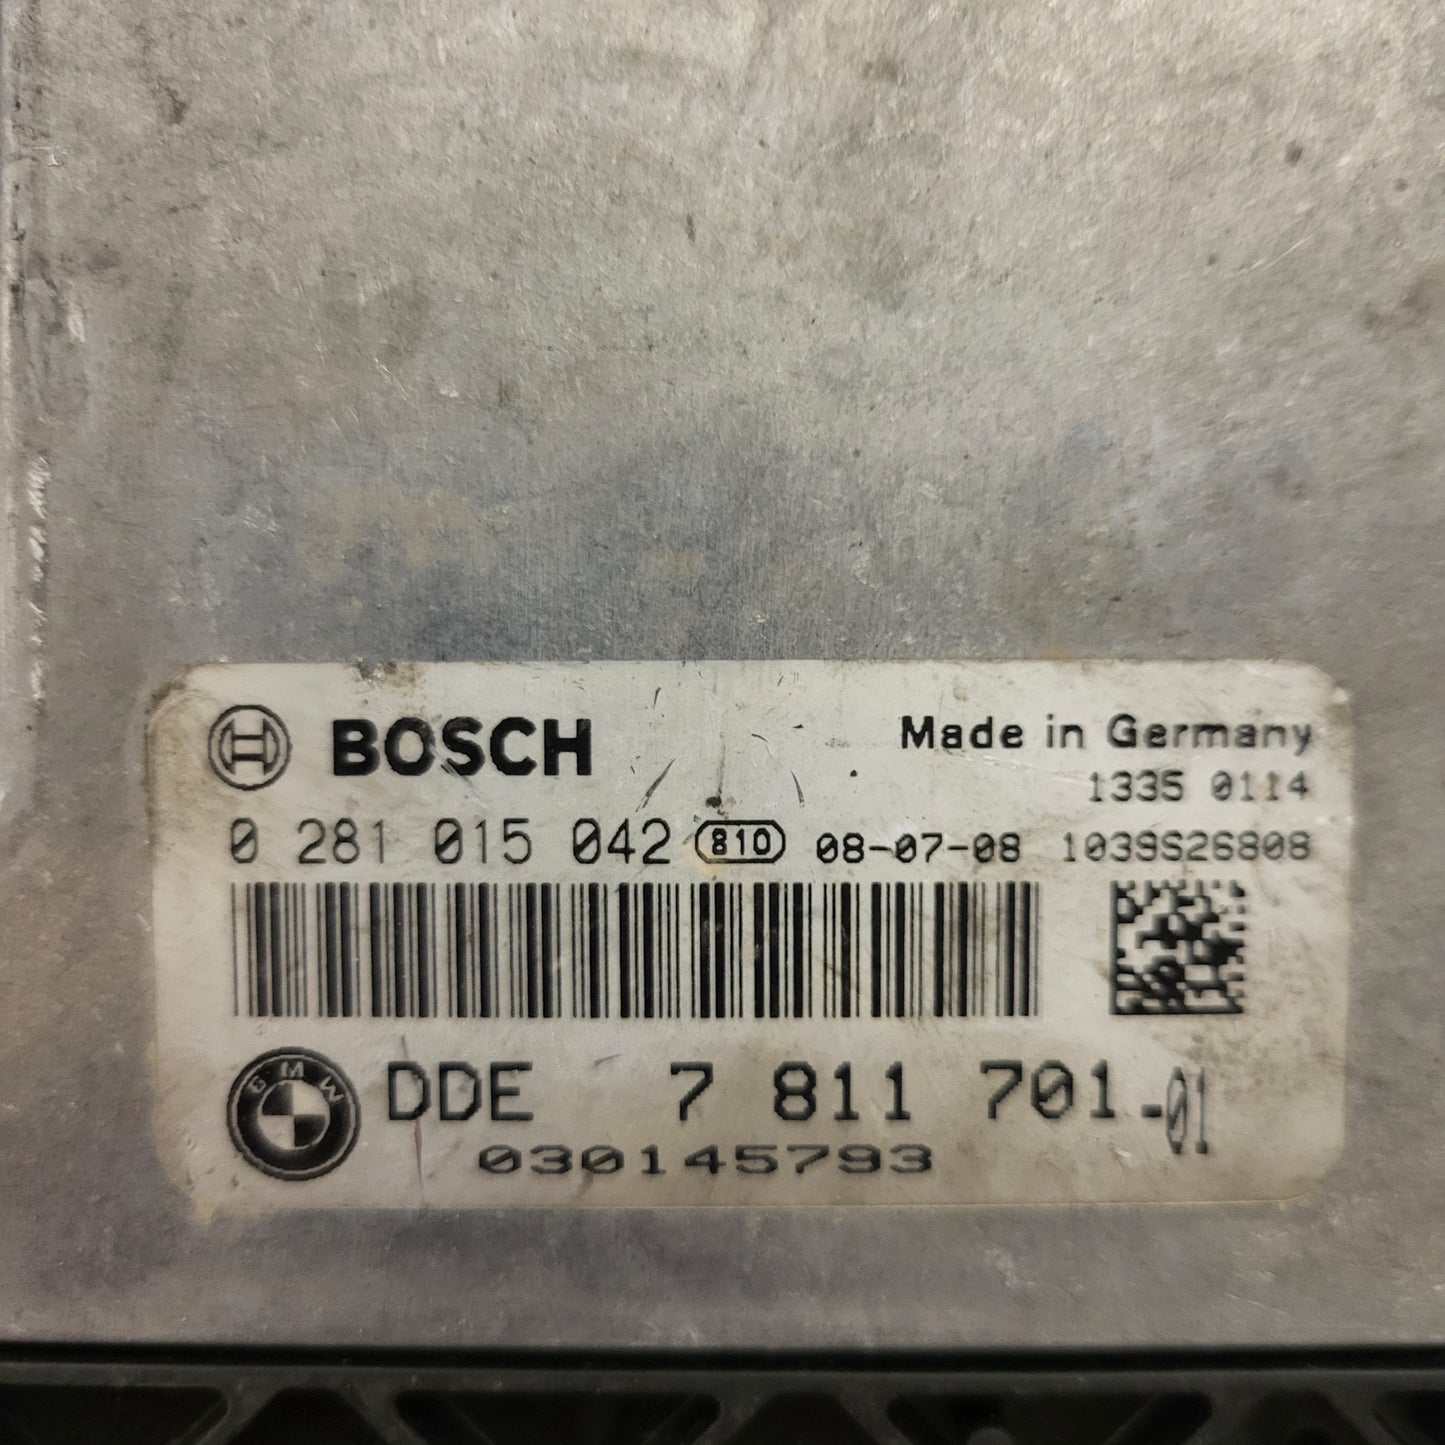 BOSCH
Made in Germany
1335 0114
0 281 015 042 810 08-07-08 1039S26808
BMW DDE 7 811 701-01
030145793